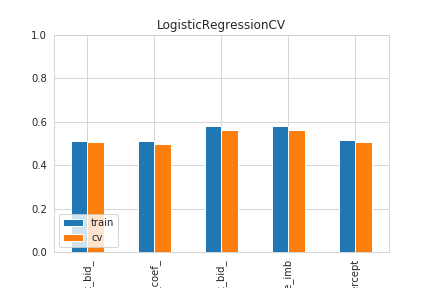 LogisticRegressionCV
1.0
0.8
0.6
0.4
0.2
0.0
train
cv
_bid_
coef_
_bid_
e_imb
ercept